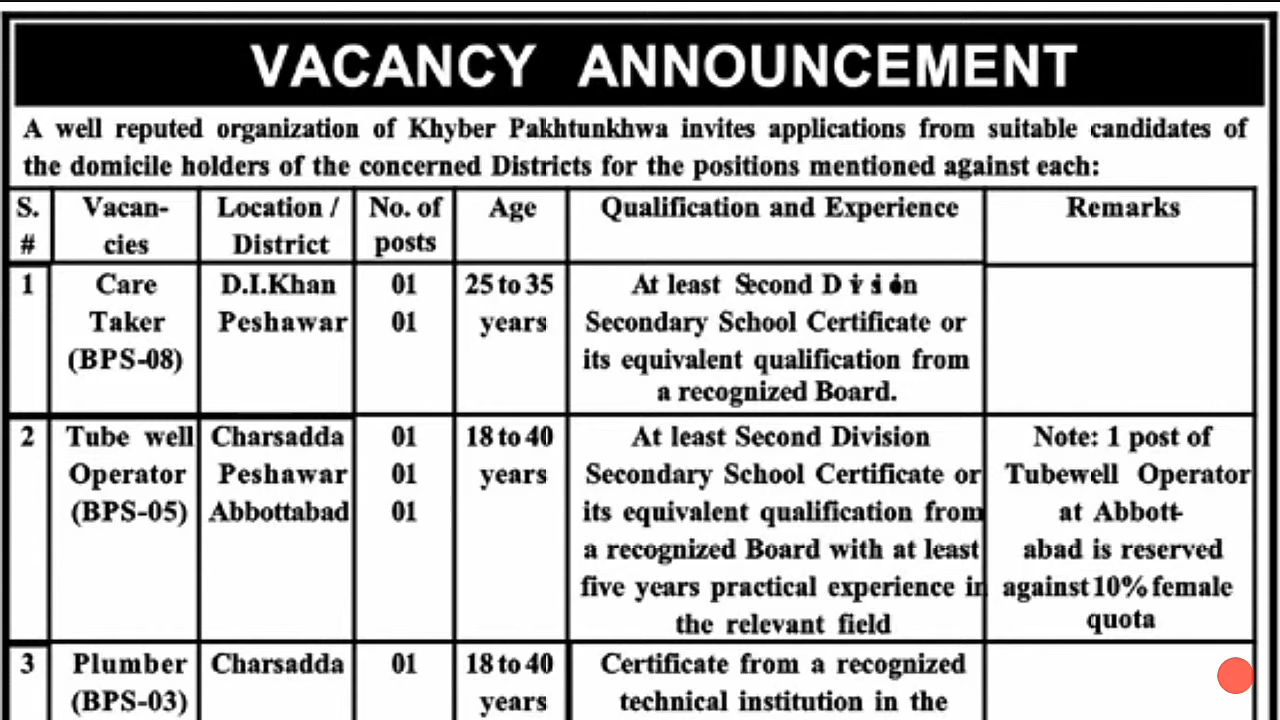 VACANCY ANNOUNCEMENT
A well reputed organization of Khyber Pakhtunkhwa invites applications from suitable candidates of
the domicile holders of the concerned Districts for the positions mentioned against each:
S. # Vacan- cies Location / District No. of posts Age Qualification and Experience Remarks
1 Care D.I.Khan 01 25 to 35 At least Second Division
Taker Peshawar 01 years Secondary School Certificate or
(BPS-08) its equivalent qualification from
a recognized Board.
2 Tube well Charsadda 01 18 to 40 At least Second Division Note: 1 post of
Operator Peshawar 01 years Secondary School Certificate or Tubewell Operator
(BPS-05) Abbottabad 01 its equivalent qualification from at Abbott-
a recognized Board with at least abad is reserved
five years practical experience in against 10% female
the relevant field quota
3 Plumber Charsadda 01 18 to 40 Certificate from a recognized
(BPS-03) years technical institution in the